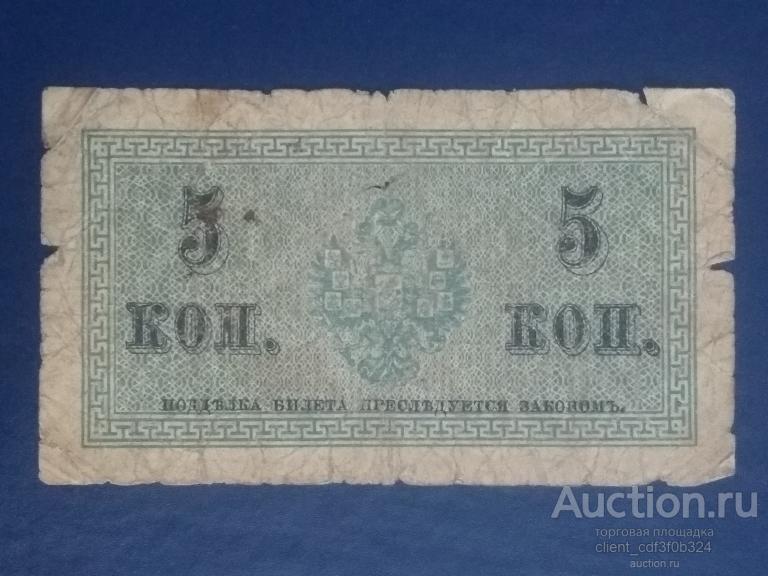 5 5
КОП. КОП.
ПОДДѢЛКА БИЛЕТА ПРЕСЛѢДУЕТСЯ ЗАКОНОМЪ.
Auction.ru
торговая площадка
client_cdf3f0b324
auction.ru